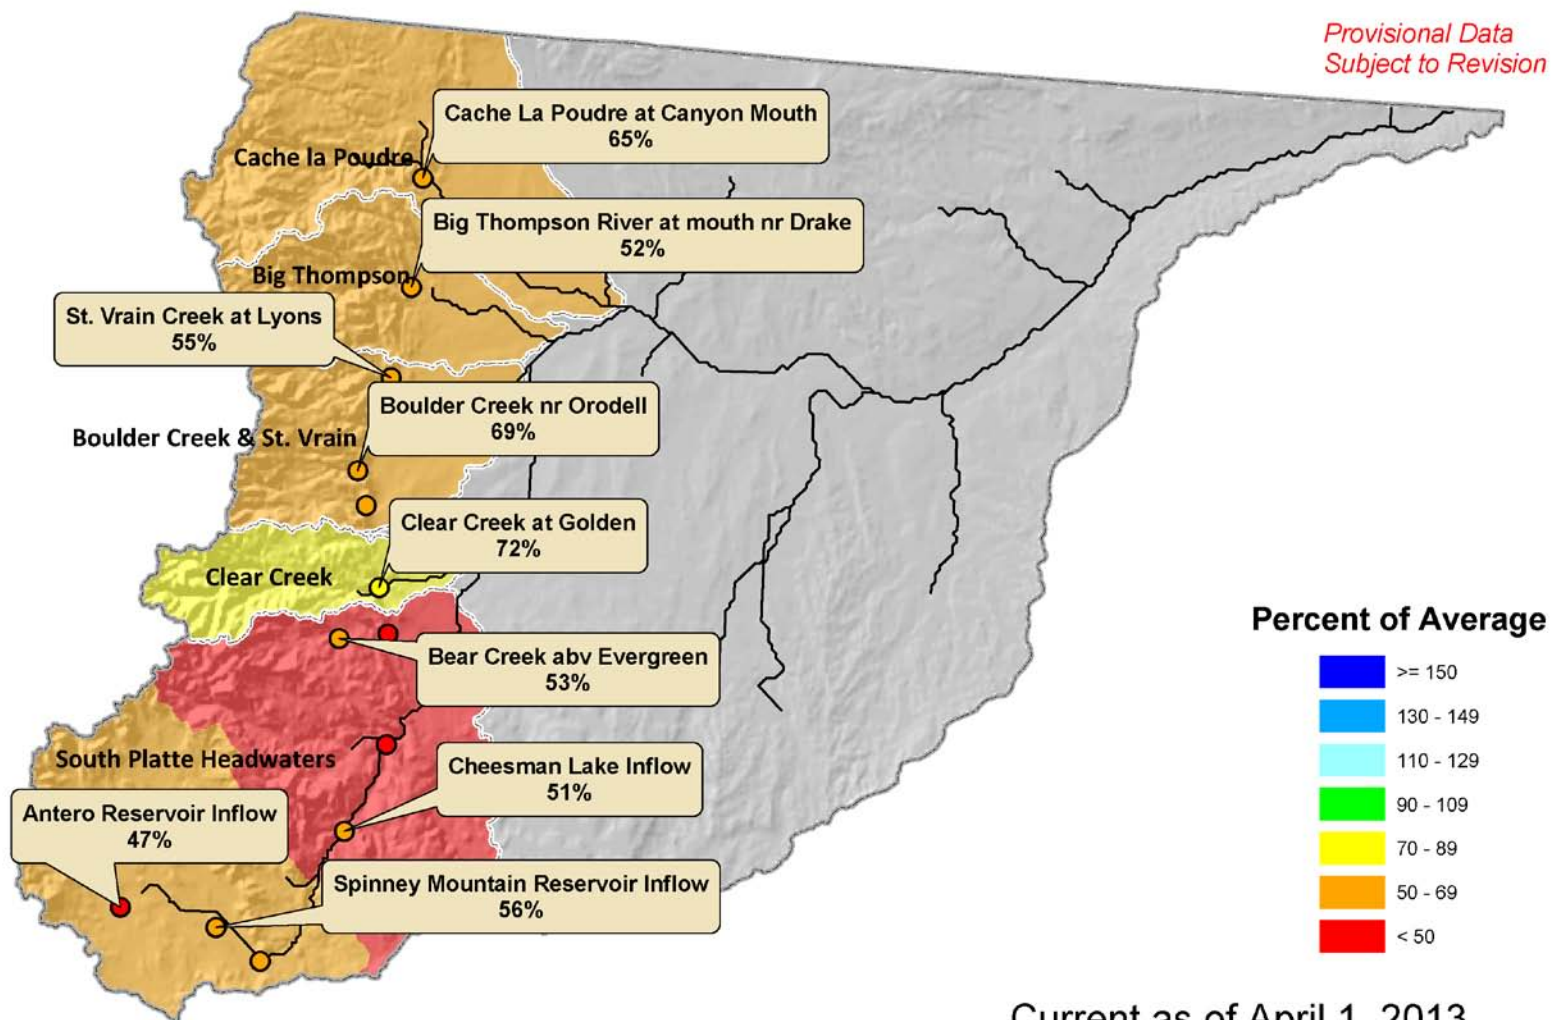 Provisional Data
Subject to Revision
Cache La Poudre at Canyon Mouth
65%
Cache la Poudre
Big Thompson River at mouth nr Drake
52%
Big Thompson
St. Vrain Creek at Lyons
55%
Boulder Creek nr Orodell
69%
Boulder Creek & St. Vrain
Clear Creek at Golden
72%
Clear Creek
Bear Creek abv Evergreen
53%
South Platte Headwaters
Cheesman Lake Inflow
51%
Antero Reservoir Inflow
47%
Spinney Mountain Reservoir Inflow
56%
Percent of Average
>= 150
130 - 149
110 - 129
90 - 109
70 - 89
50 - 69
< 50
Current as of April 1, 2013